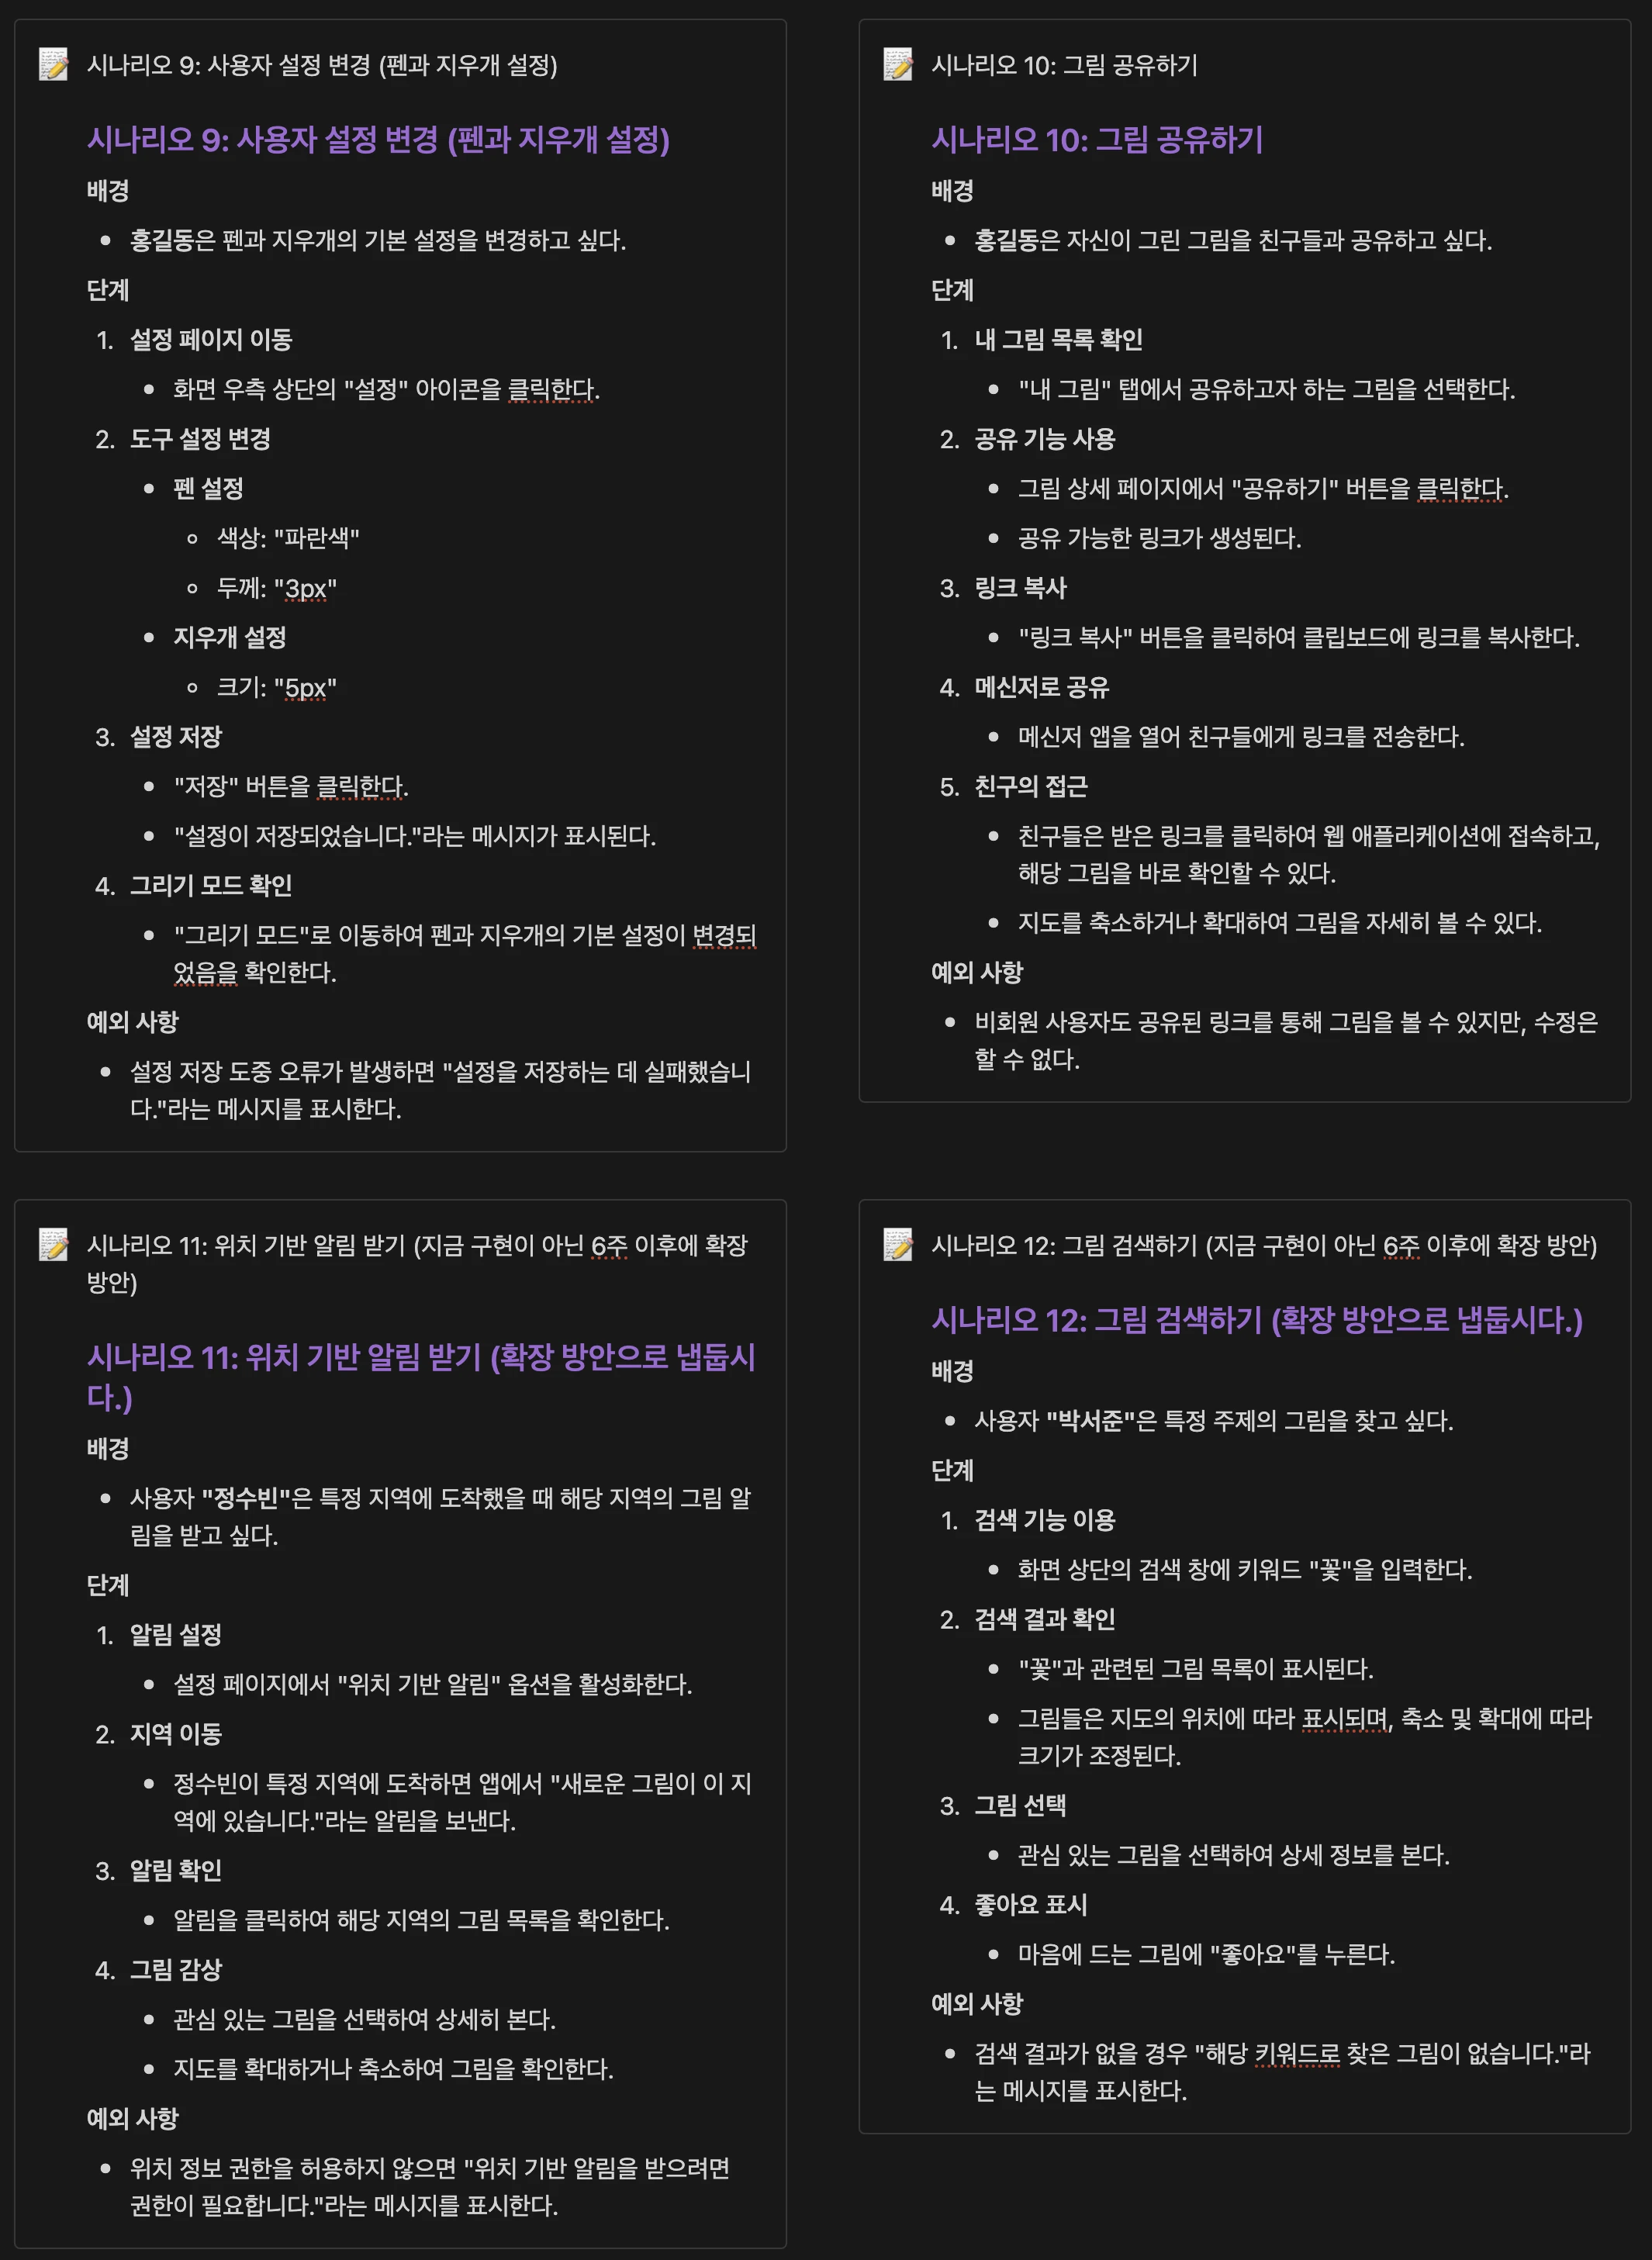 시나리오 9: 사용자 설정 변경 (펜과 지우개 설정)
시나리오 9: 사용자 설정 변경 (펜과 지우개 설정)
배경
• 홍길동은 펜과 지우개의 기본 설정을 변경하고 싶다.
단계
1. 설정 페이지 이동
• 화면 우측 상단의 "설정" 아이콘을 클릭한다.
2. 도구 설정 변경
• 펜 설정
◦ 색상: "파란색"
◦ 두께: "3px"
• 지우개 설정
◦ 크기: "5px"
3. 설정 저장
• "저장" 버튼을 클릭한다.
• "설정이 저장되었습니다."라는 메시지가 표시된다.
4. 그리기 모드 확인
• "그리기 모드"로 이동하여 펜과 지우개의 기본 설정이 변경되
었음을 확인한다.
예외 사항
• 설정 저장 도중 오류가 발생하면 "설정을 저장하는 데 실패했습니
다."라는 메시지를 표시한다.
시나리오 10: 그림 공유하기
시나리오 10: 그림 공유하기
배경
• 홍길동은 자신이 그린 그림을 친구들과 공유하고 싶다.
단계
1. 내 그림 목록 확인
• "내 그림" 탭에서 공유하고자 하는 그림을 선택한다.
2. 공유 기능 사용
• 그림 상세 페이지에서 "공유하기" 버튼을 클릭한다.
• 공유 가능한 링크가 생성된다.
3. 링크 복사
• "링크 복사" 버튼을 클릭하여 클립보드에 링크를 복사한다.
4. 메신저로 공유
• 메신저 앱을 열어 친구들에게 링크를 전송한다.
5. 친구의 접근
• 친구들은 받은 링크를 클릭하여 웹 애플리케이션에 접속하고,
해당 그림을 바로 확인할 수 있다.
• 지도를 축소하거나 확대하여 그림을 자세히 볼 수 있다.
예외 사항
• 비회원 사용자도 공유된 링크를 통해 그림을 볼 수 있지만, 수정은
할 수 없다.
시나리오 11: 위치 기반 알림 받기 (지금 구현이 아닌 6주 이후에 확장
방안)
시나리오 11: 위치 기반 알림 받기 (확장 방안으로 냅둡시
다.)
배경
• 사용자 "정수빈"은 특정 지역에 도착했을 때 해당 지역의 그림 알
림을 받고 싶다.
단계
1. 알림 설정
• 설정 페이지에서 "위치 기반 알림" 옵션을 활성화한다.
2. 지역 이동
• 정수빈이 특정 지역에 도착하면 앱에서 "새로운 그림이 이 지
역에 있습니다."라는 알림을 보낸다.
3. 알림 확인
• 알림을 클릭하여 해당 지역의 그림 목록을 확인한다.
4. 그림 감상
• 관심 있는 그림을 선택하여 상세히 본다.
• 지도를 확대하거나 축소하여 그림을 확인한다.
예외 사항
• 위치 정보 권한을 허용하지 않으면 "위치 기반 알림을 받으려면
권한이 필요합니다."라는 메시지를 표시한다.
시나리오 12: 그림 검색하기 (지금 구현이 아닌 6주 이후에 확장 방안)
시나리오 12: 그림 검색하기 (확장 방안으로 냅둡시다.)
배경
• 사용자 "박서준"은 특정 주제의 그림을 찾고 싶다.
단계
1. 검색 기능 이용
• 화면 상단의 검색 창에 키워드 "꽃"을 입력한다.
2. 검색 결과 확인
• "꽃"과 관련된 그림 목록이 표시된다.
• 그림들은 지도의 위치에 따라 표시되며, 축소 및 확대에 따라
크기가 조정된다.
3. 그림 선택
• 관심 있는 그림을 선택하여 상세 정보를 본다.
4. 좋아요 표시
• 마음에 드는 그림에 "좋아요"를 누른다.
예외 사항
• 검색 결과가 없을 경우 "해당 키워드로 찾은 그림이 없습니다."라
는 메시지를 표시한다.